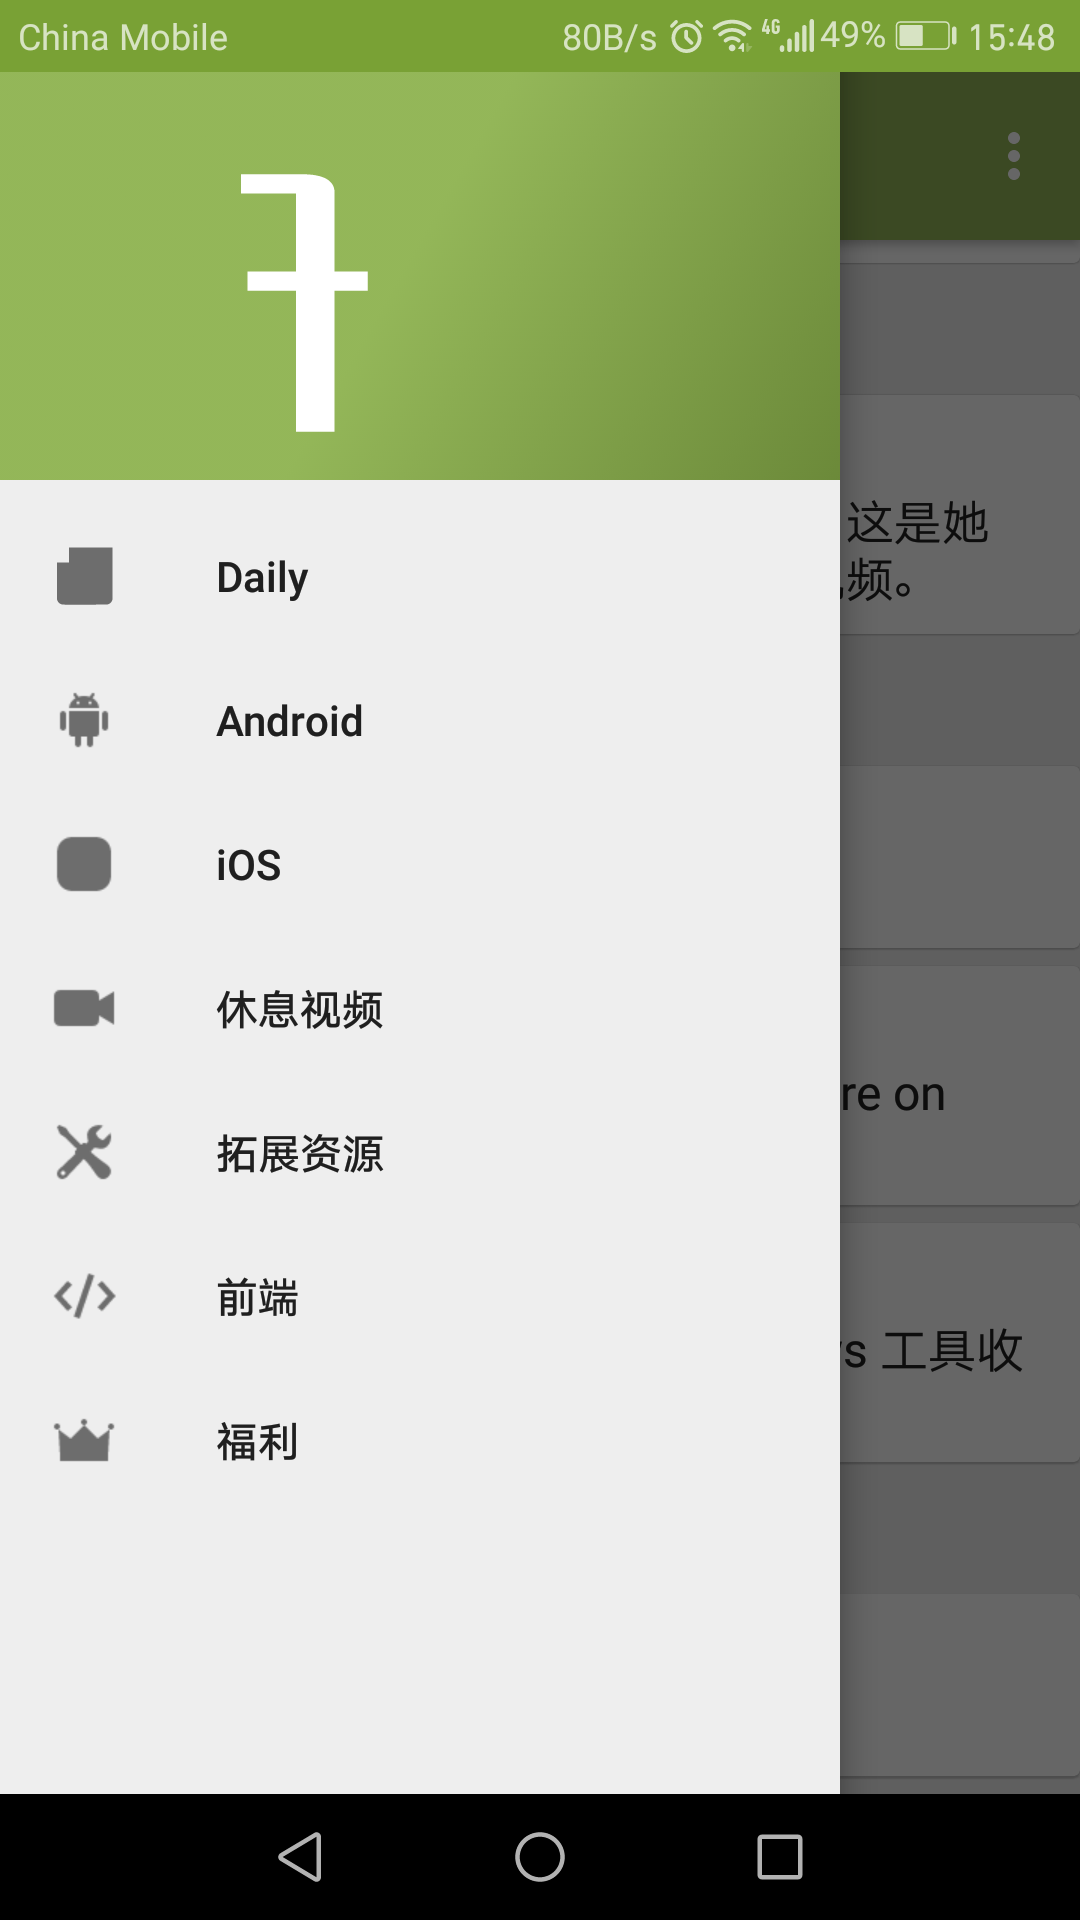 China Mobile 80B/s 4G 49% 15:48
这是她
频。
Daily
Android
iOS
休息视频
拓展资源
re on
前端
s 工具收
福利